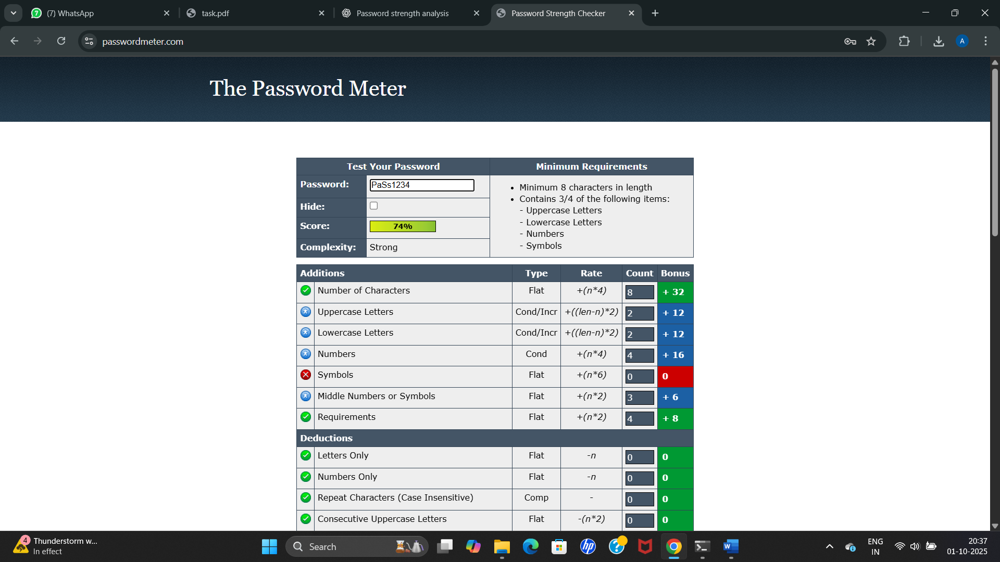 (7) WhatsApp
task.pdf
Password strength analysis
Password Strength Checker
passwordmeter.com
A
The Password Meter
Test Your Password Minimum Requirements
Password: PaSs1234
Hide:
Score: 74%
Complexity: Strong
• Minimum 8 characters in length
• Contains 3/4 of the following items:
- Uppercase Letters
- Lowercase Letters
- Numbers
- Symbols
Additions Type Rate Count Bonus
Number of Characters Flat +(n*4) 8 + 32
Uppercase Letters Cond/Incr +((len-n)*2) 2 + 12
Lowercase Letters Cond/Incr +((len-n)*2) 2 + 12
Numbers Cond +(n*4) 4 + 16
Symbols Flat +(n*6) 0 0
Middle Numbers or Symbols Flat +(n*2) 3 + 6
Requirements Flat +(n*2) 4 + 8
Deductions
Letters Only Flat -n 0 0
Numbers Only Flat -n 0 0
Repeat Characters (Case Insensitive) Comp - 0 0
Consecutive Uppercase Letters Flat -(n*2) 0 0
4
Thunderstorm w...
In effect
Search
hp
W
ENG
IN
20:37
01-10-2025